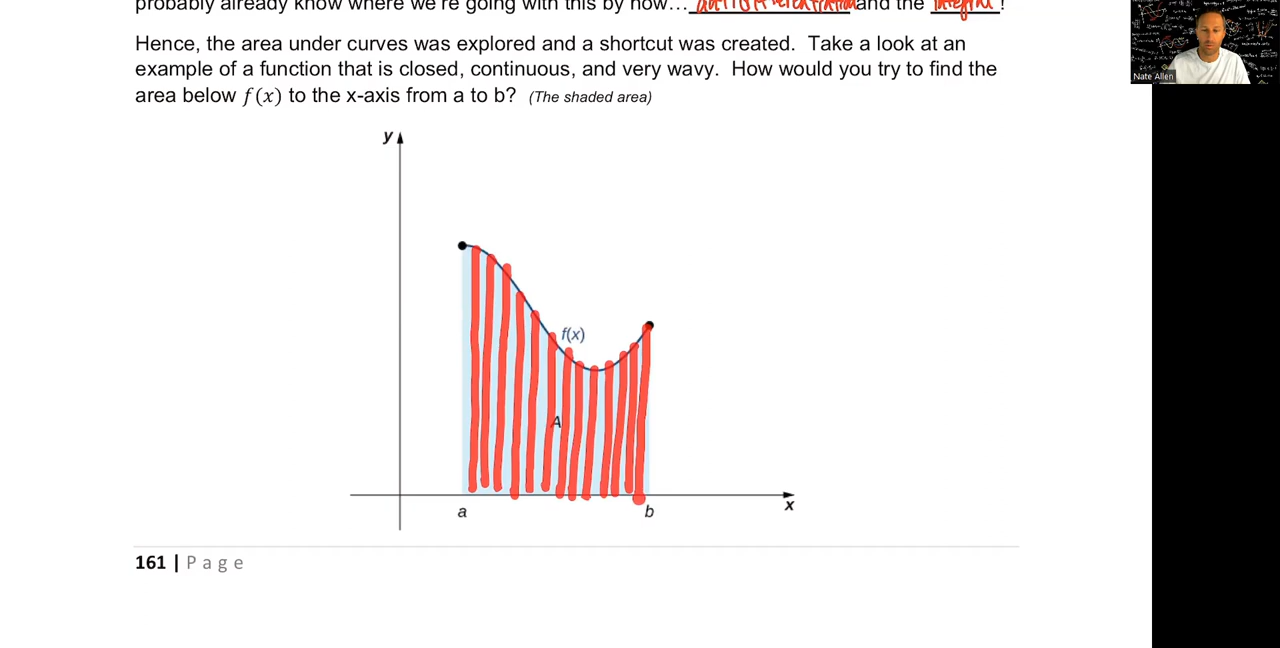 probably already know where we're going with this by now... antidifferentiation and the integral!
Hence, the area under curves was explored and a shortcut was created. Take a look at an
example of a function that is closed, continuous, and very wavy. How would you try to find the
area below f(x) to the x-axis from a to b? (The shaded area)
Nate Allen
y
f(x)
A
x
a
b
161 | Page